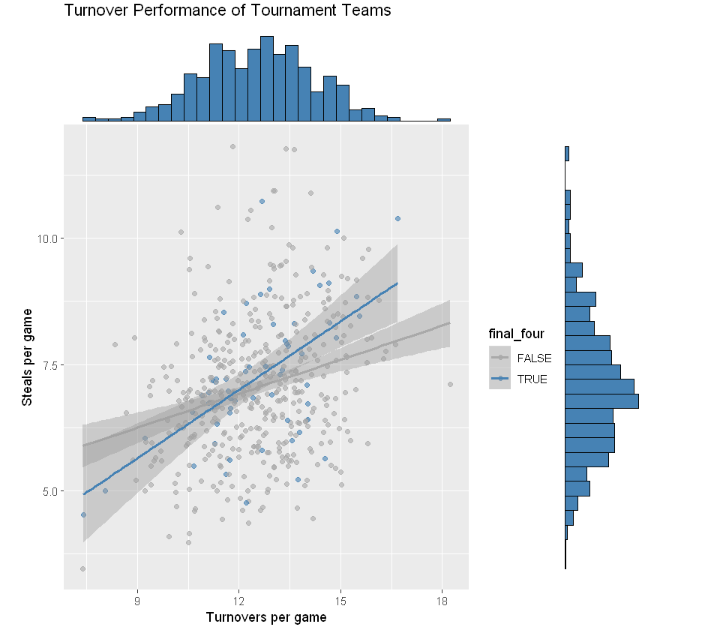 Turnover Performance of Tournament Teams
10.0
7.5
5.0
Steals per game
9
12
15
18
Turnovers per game
final_four
FALSE
TRUE